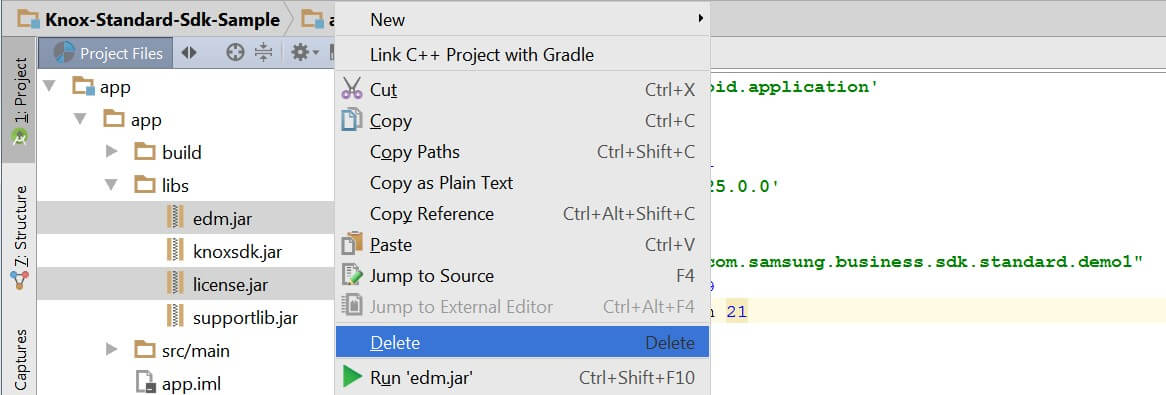 Knox-Standard-Sdk-Sample
1: Project
7: Structure
Captures
Project Files
app
app
build
libs
edm.jar
knoxsdk.jar
license.jar
supportlib.jar
src/main
app.iml
New
Link C++ Project with Gradle
Cut Ctrl+X
Copy Ctrl+C
Copy Paths Ctrl+Shift+C
Copy as Plain Text
Copy Reference Ctrl+Alt+Shift+C
Paste Ctrl+V
Jump to Source F4
Jump to External Editor Ctrl+Alt+F4
Delete Delete
Run 'edm.jar' Ctrl+Shift+F10
oid.application'
25.0.0'
com.samsung.business.sdk.standard.demo1"
21